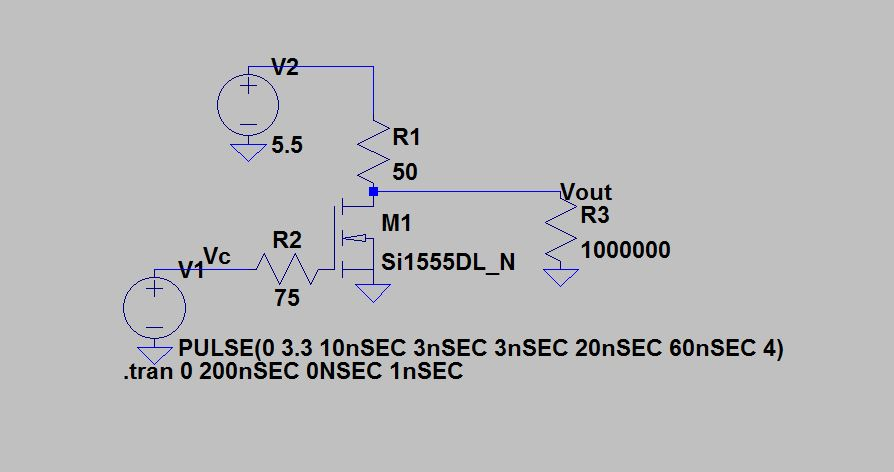 V2
5.5
R1
50
Vout
R3
1000000
M1
Si1555DL_N
R2
75
Vc
V1
PULSE(0 3.3 10nSEC 3nSEC 3nSEC 20nSEC 60nSEC 4)
.tran 0 200nSEC 0NSEC 1nSEC